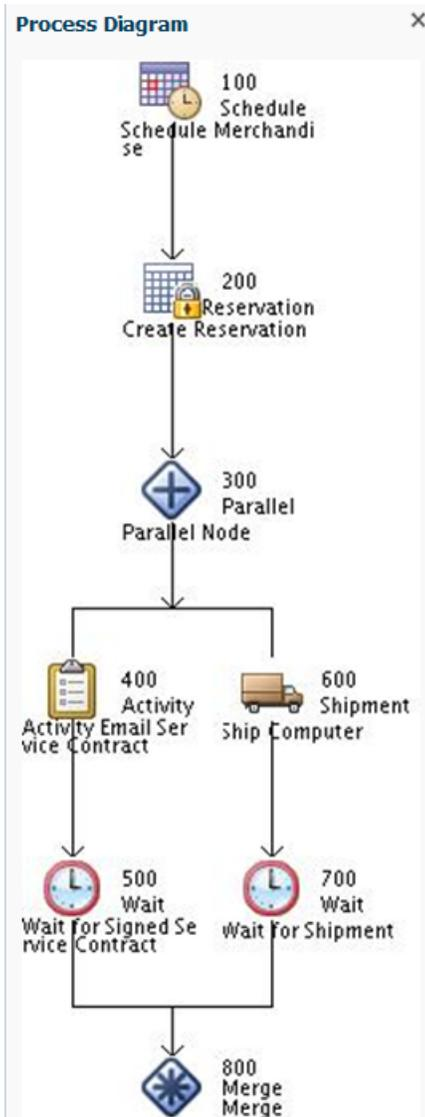 Process Diagram
100
Schedule
Schedule Merchandi
se
200
Reservation
Create Reservation
300
Parallel
Parallel Node
400
Activity
Activity Email Ser
vice Contract
600
Shipment
Ship Computer
500
Wait
Wait for Signed Se
rvice Contract
700
Wait
Wait for Shipment
800
Merge
Merge